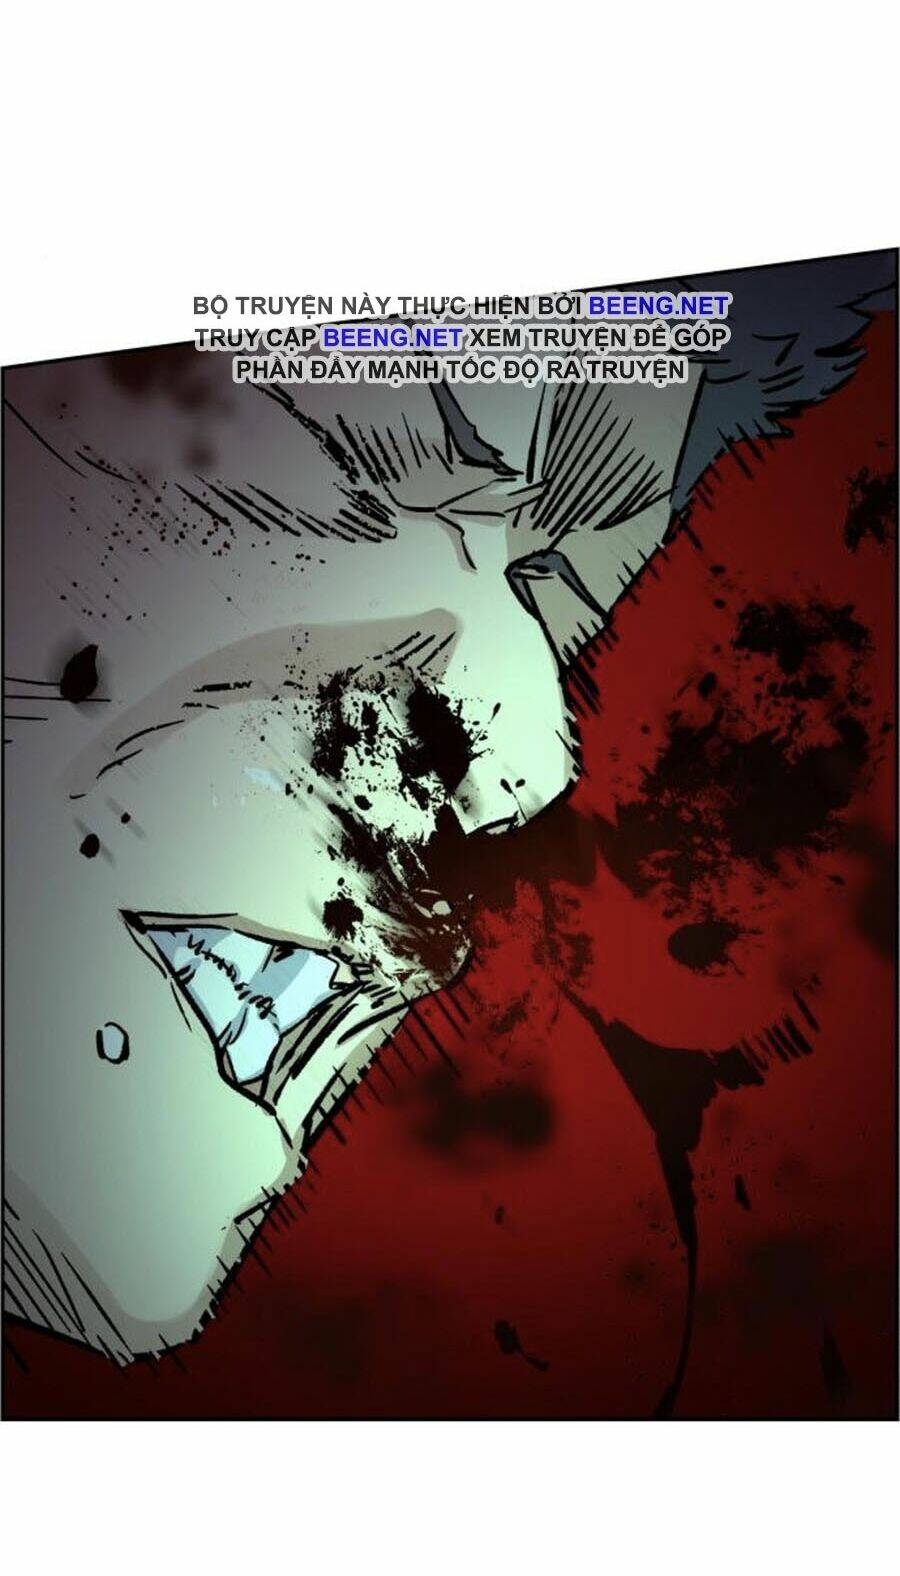 BỘ TRUYỆN NÀY THỰC HIỆN BỞI BEENG.NET
TRUY CẬP BEENG.NET XEM TRUYỆN ĐỂ GÓP
PHẦN ĐẨY MẠNH TỐC ĐỘ RA TRUYỆN